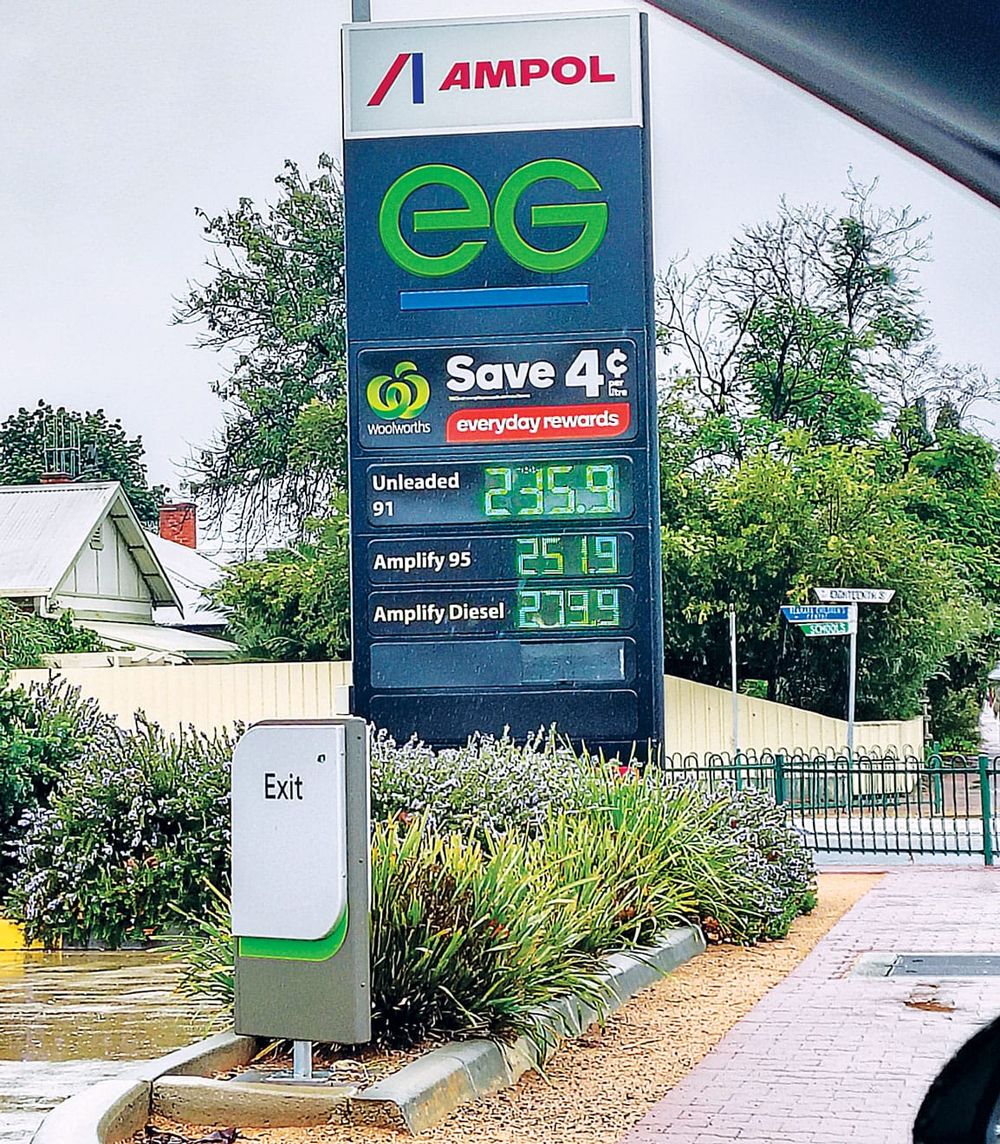 AMPOL
eG
Save 4¢ per litre
Woolworths
everyday rewards
Unleaded 91 235.9
Amplify 95 251.9
Amplify Diesel 279.9
SCHOOLS
Exit